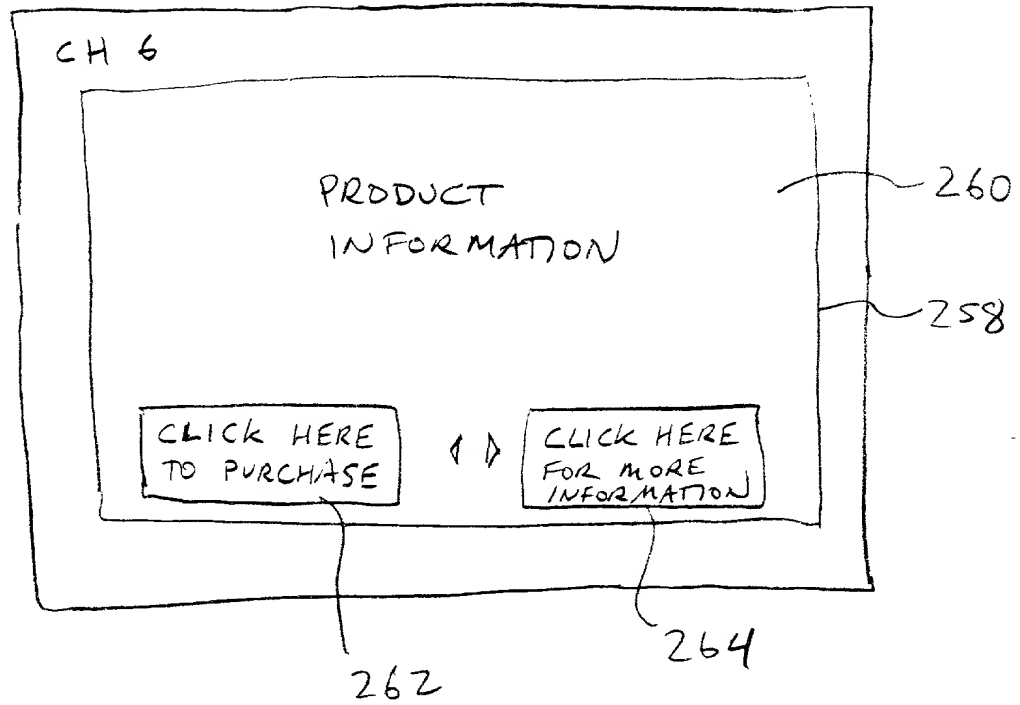 CH 6
PRODUCT
INFORMATION
260
258
CLICK HERE
TO PURCHASE
CLICK HERE
FOR MORE
INFORMATION
262
264